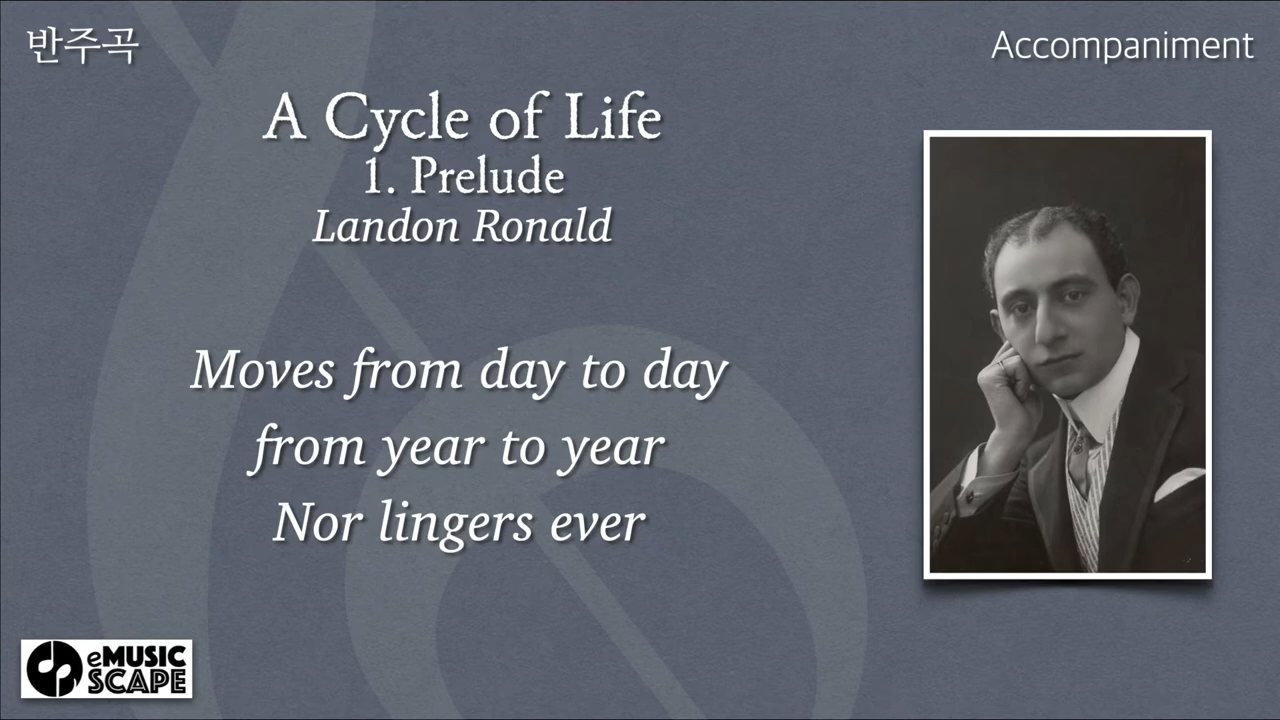 반주곡
Accompaniment
A Cycle of Life
1. Prelude
Landon Ronald
Moves from day to day
from year to year
Nor lingers ever
eMUSIC
SCAPE